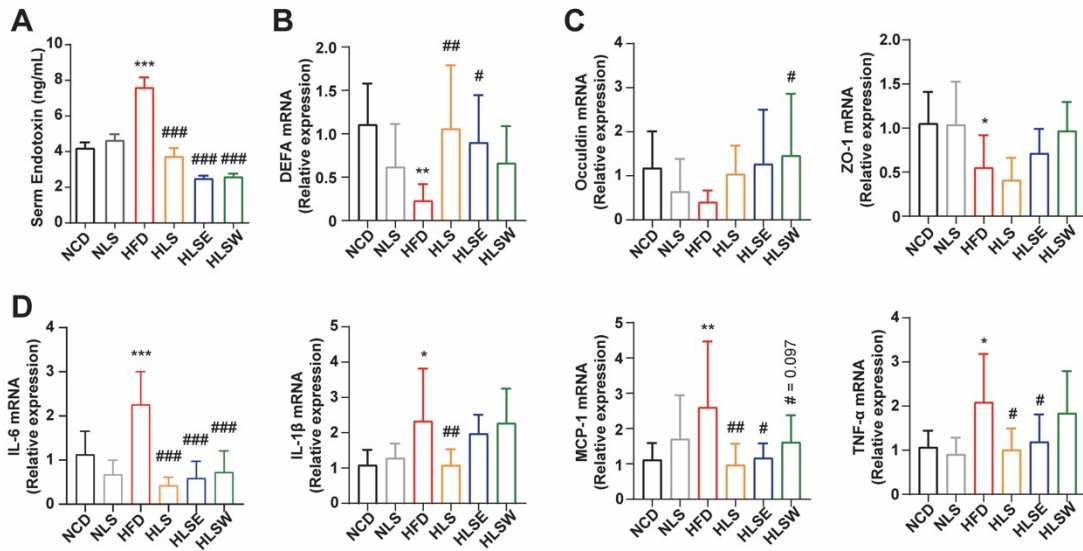 A
Serm Endotoxin (ng/mL)
10
8
6
4
2
0
***
###
###
###
NCD
NLS
HFD
HLS
HLSE
HLSW
B
DEFA mRNA
(Relative expression)
2.0
1.5
1.0
0.5
0.0
**
##
#
NCD
NLS
HFD
HLS
HLSE
HLSW
C
Occuldin mRNA
(Relative expression)
4
3
2
1
0
#
NCD
NLS
HFD
HLS
HLSE
HLSW
ZO-1 mRNA
(Relative expression)
2.0
1.5
1.0
0.5
0.0
*
NCD
NLS
HFD
HLS
HLSE
HLSW
D
IL-6 mRNA
(Relative expression)
4
3
2
1
0
***
###
###
###
NCD
NLS
HFD
HLS
HLSE
HLSW
IL-1β mRNA
(Relative expression)
5
4
3
2
1
0
*
##
NCD
NLS
HFD
HLS
HLSE
HLSW
MCP-1 mRNA
(Relative expression)
5
4
3
2
1
0
**
##
#
# = 0.097
NCD
NLS
HFD
HLS
HLSE
HLSW
TNF-α mRNA
(Relative expression)
4
3
2
1
0
*
#
#
NCD
NLS
HFD
HLS
HLSE
HLSW